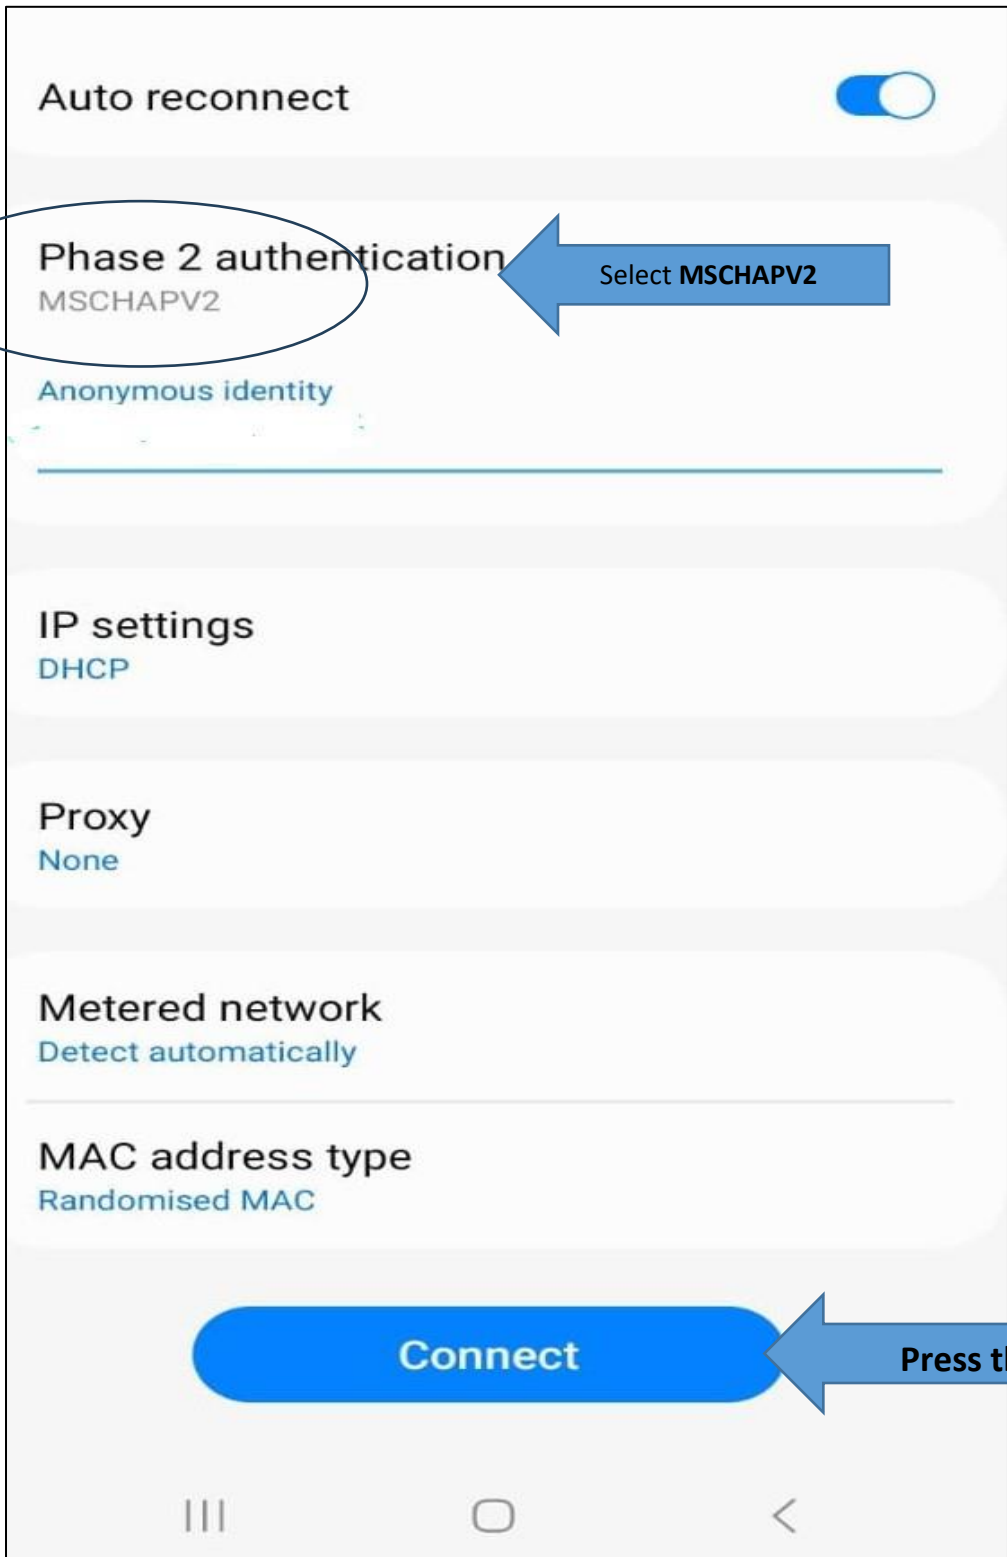 Auto reconnect
Phase 2 authentication
MSCHAPV2
Select MSCHAPV2
Anonymous identity
IP settings
DHCP
Proxy
None
Metered network
Detect automatically
MAC address type
Randomised MAC
Connect
Press